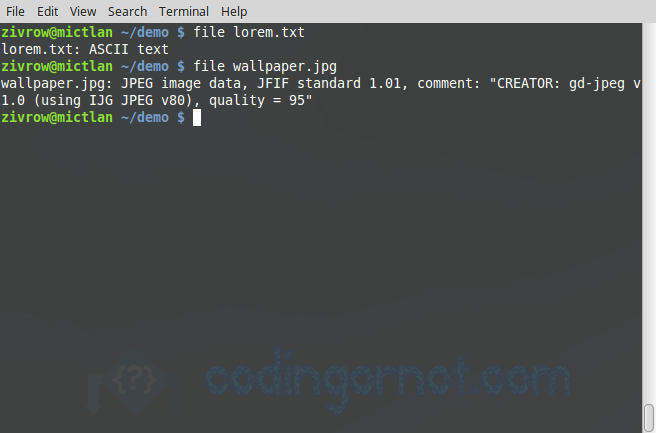 File Edit View Search Terminal Help
zivrow@mictlan ~/demo $ file lorem.txt
lorem.txt: ASCII text
zivrow@mictlan ~/demo $ file wallpaper.jpg
wallpaper.jpg: JPEG image data, JFIF standard 1.01, comment: "CREATOR: gd-jpeg v
1.0 (using IJG JPEG v80), quality = 95"
zivrow@mictlan ~/demo $
{?} codingornot.com